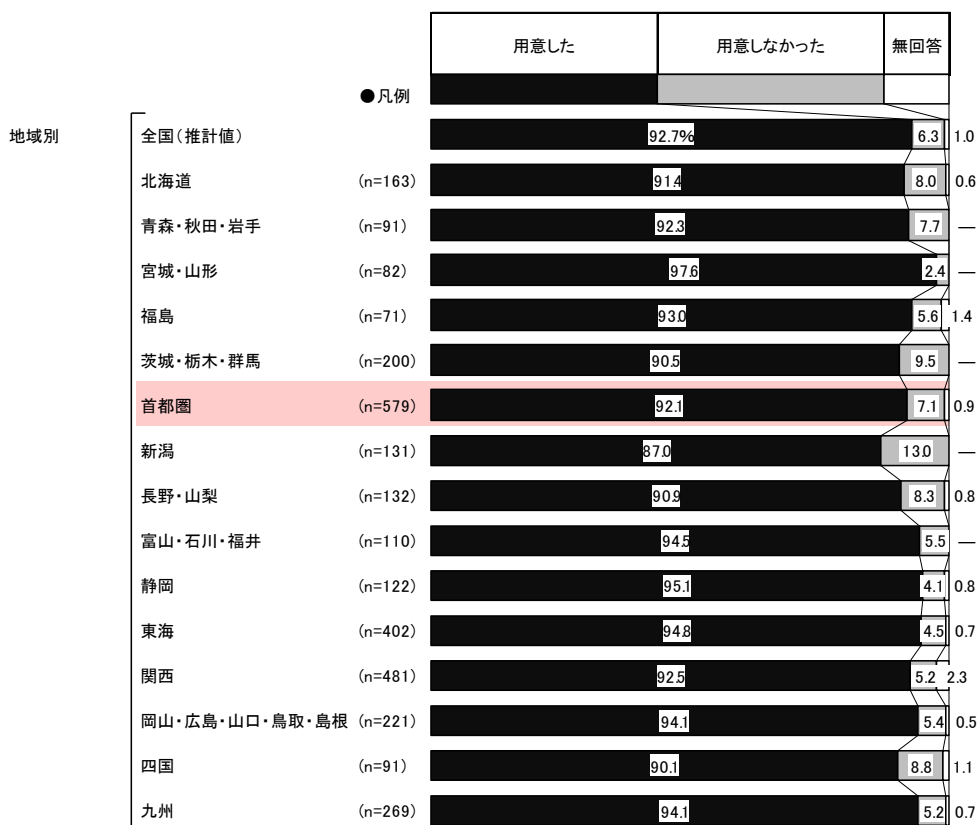 用意した 用意しなかった 無回答
●凡例
地域別 全国(推計値) 92.7% 6.3 1.0
北海道 (n=163) 91.4 8.0 0.6
青森・秋田・岩手 (n=91) 92.3 7.7 —
宮城・山形 (n=82) 97.6 2.4 —
福島 (n=71) 93.0 5.6 1.4
茨城・栃木・群馬 (n=200) 90.5 9.5 —
首都圏 (n=579) 92.1 7.1 0.9
新潟 (n=131) 87.0 13.0 —
長野・山梨 (n=132) 90.9 8.3 0.8
富山・石川・福井 (n=110) 94.5 5.5 —
静岡 (n=122) 95.1 4.1 0.8
東海 (n=402) 94.8 4.5 0.7
関西 (n=481) 92.5 5.2 2.3
岡山・広島・山口・鳥取・島根 (n=221) 94.1 5.4 0.5
四国 (n=91) 90.1 8.8 1.1
九州 (n=269) 94.1 5.2 0.7